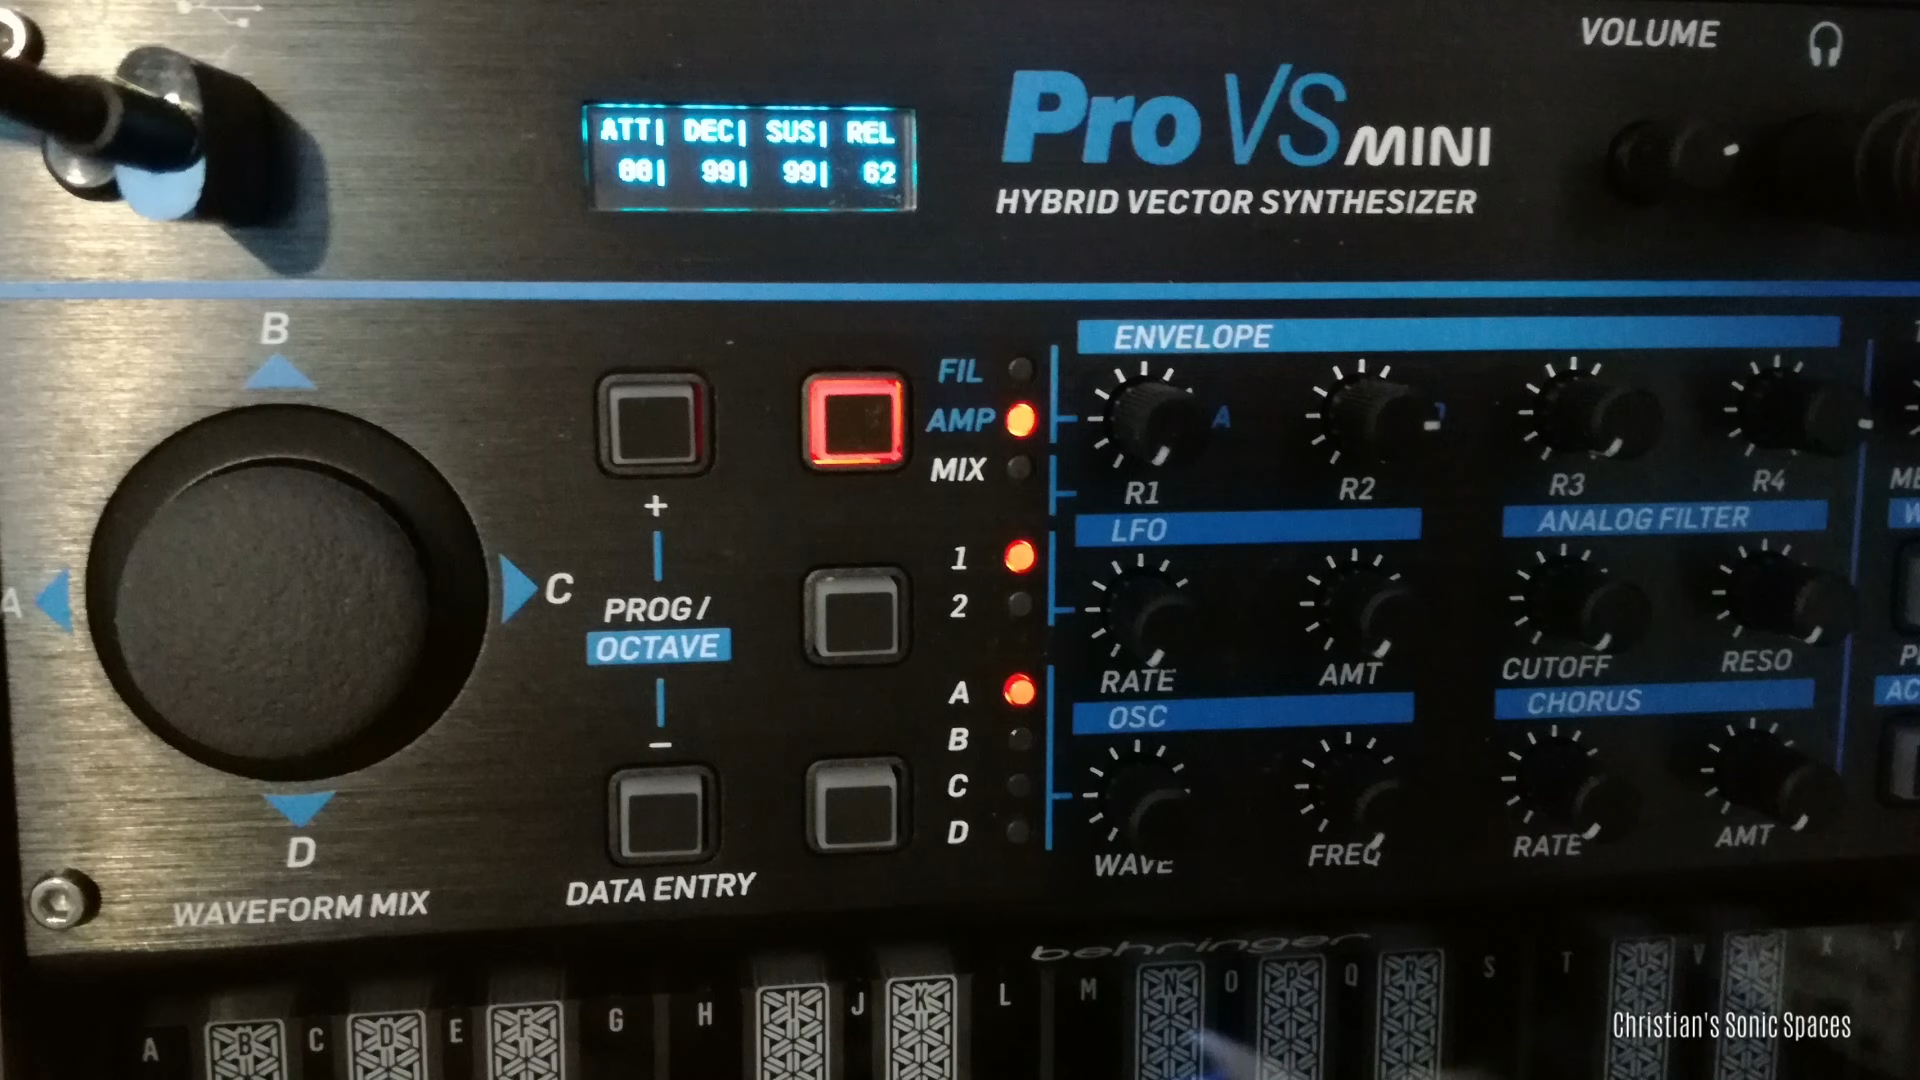 VOLUME
ATT| DEC| SUS| REL
00| 99| 99| 62
Pro VS MINI
HYBRID VECTOR SYNTHESIZER
B
A
C
D
WAVEFORM MIX
+
PROG/
OCTAVE
–
DATA ENTRY
FIL
AMP
MIX
1
2
A
B
C
D
ENVELOPE
A
R1 R2 R3 R4
LFO
RATE AMT
ANALOG FILTER
CUTOFF RESO
OSC
WAVE FREQ
CHORUS
RATE AMT
behringer
A B C D E F G H I J K L M N O P Q R S T U V W X Y
Christian's Sonic Spaces